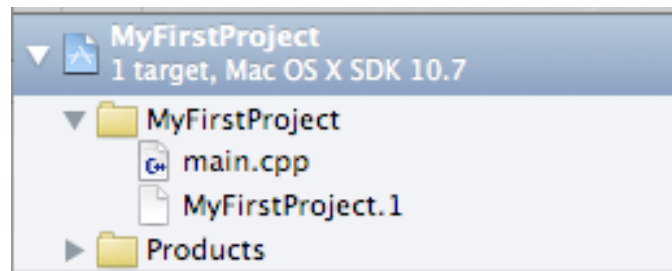 MyFirstProject
1 target, Mac OS X SDK 10.7
MyFirstProject
C++
main.cpp
MyFirstProject.1
Products